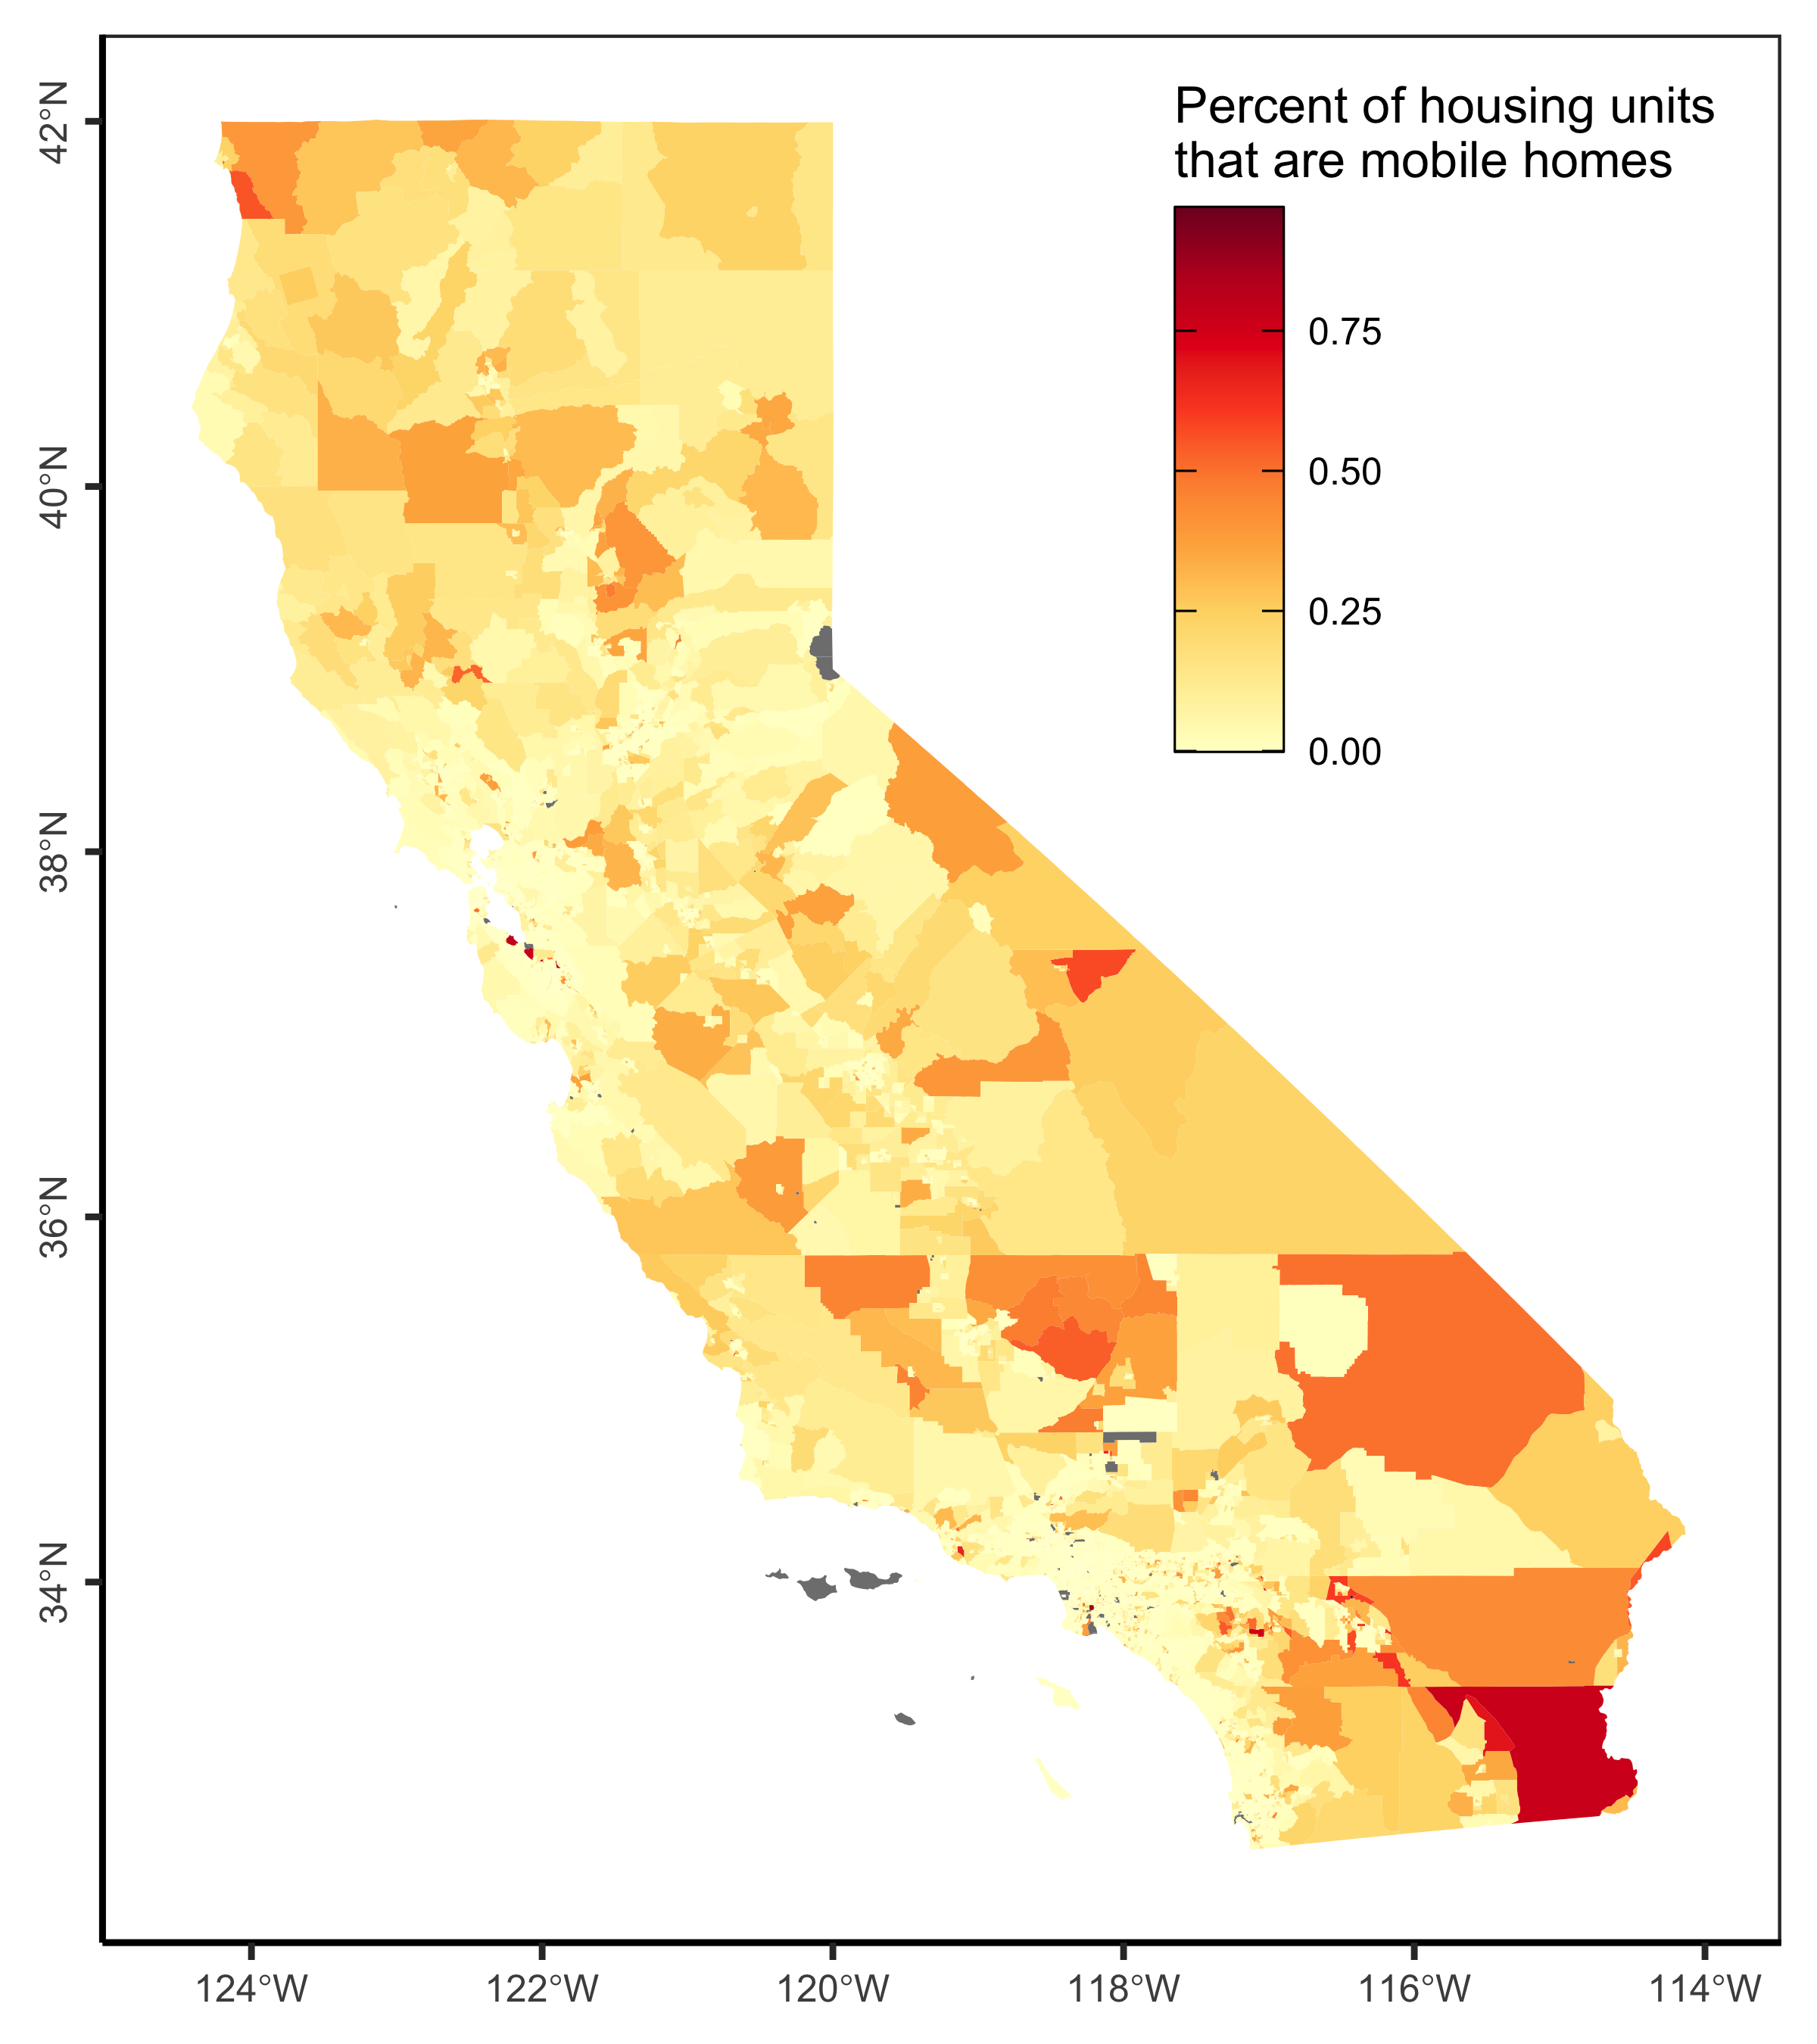 Percent of housing units
that are mobile homes
0.75
0.50
0.25
0.00
42°N
40°N
38°N
36°N
34°N
124°W 122°W 120°W 118°W 116°W 114°W